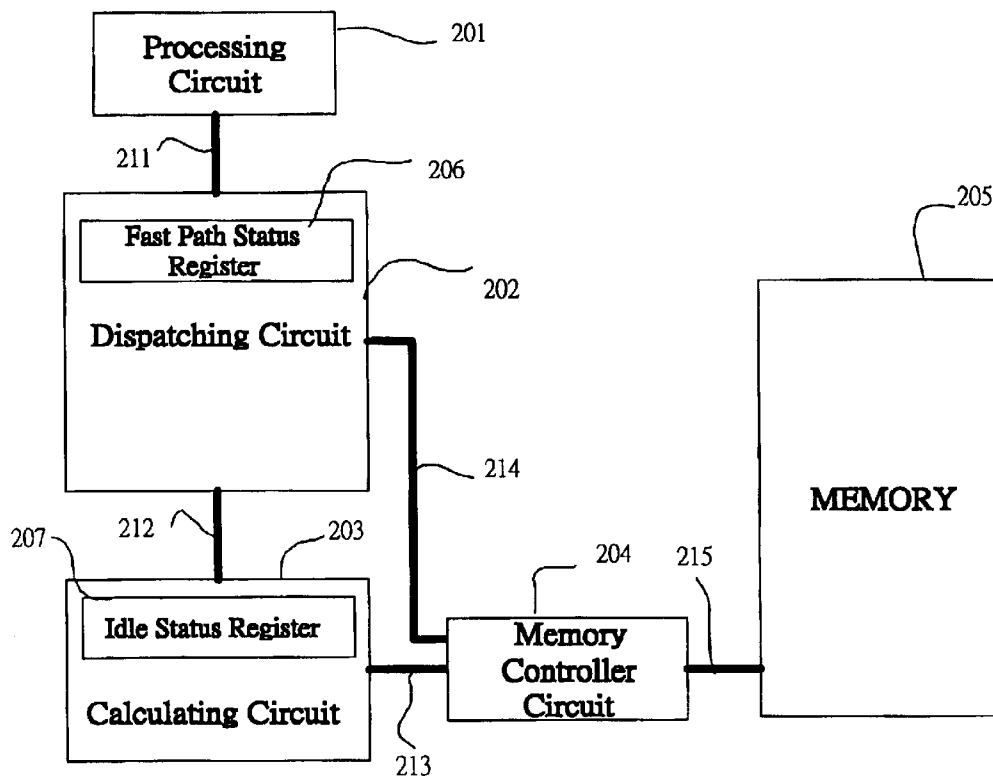 201
Processing
Circuit
211
206
205
Fast Path Status
Register
202
Dispatching Circuit
214
MEMORY
212
207
203
204
215
Idle Status Register
Memory
Controller
Circuit
Calculating Circuit
213